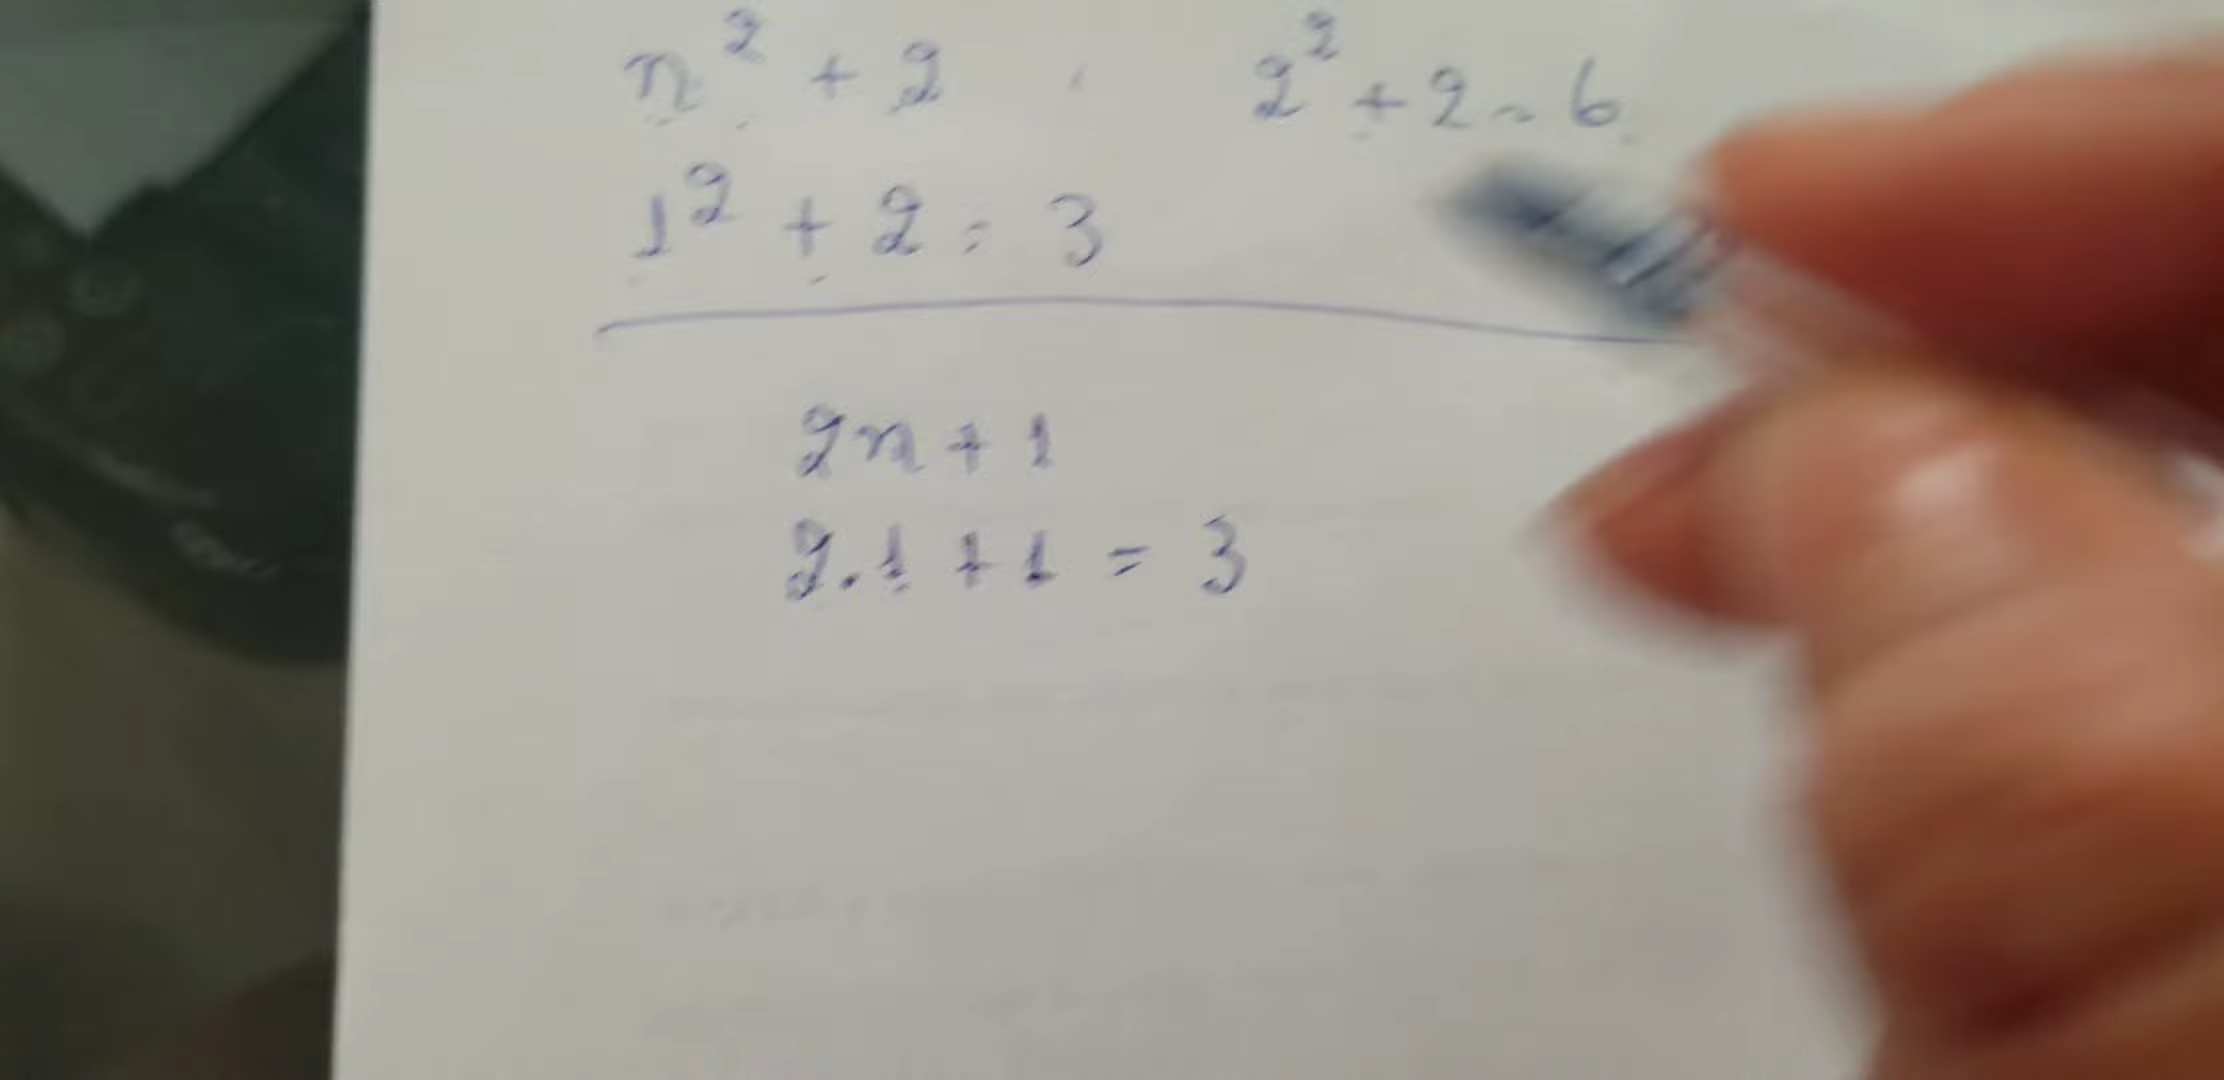 n² + 2
2² + 2 = 6
1² + 2 = 3
2n + 1
2.1 + 1 = 3